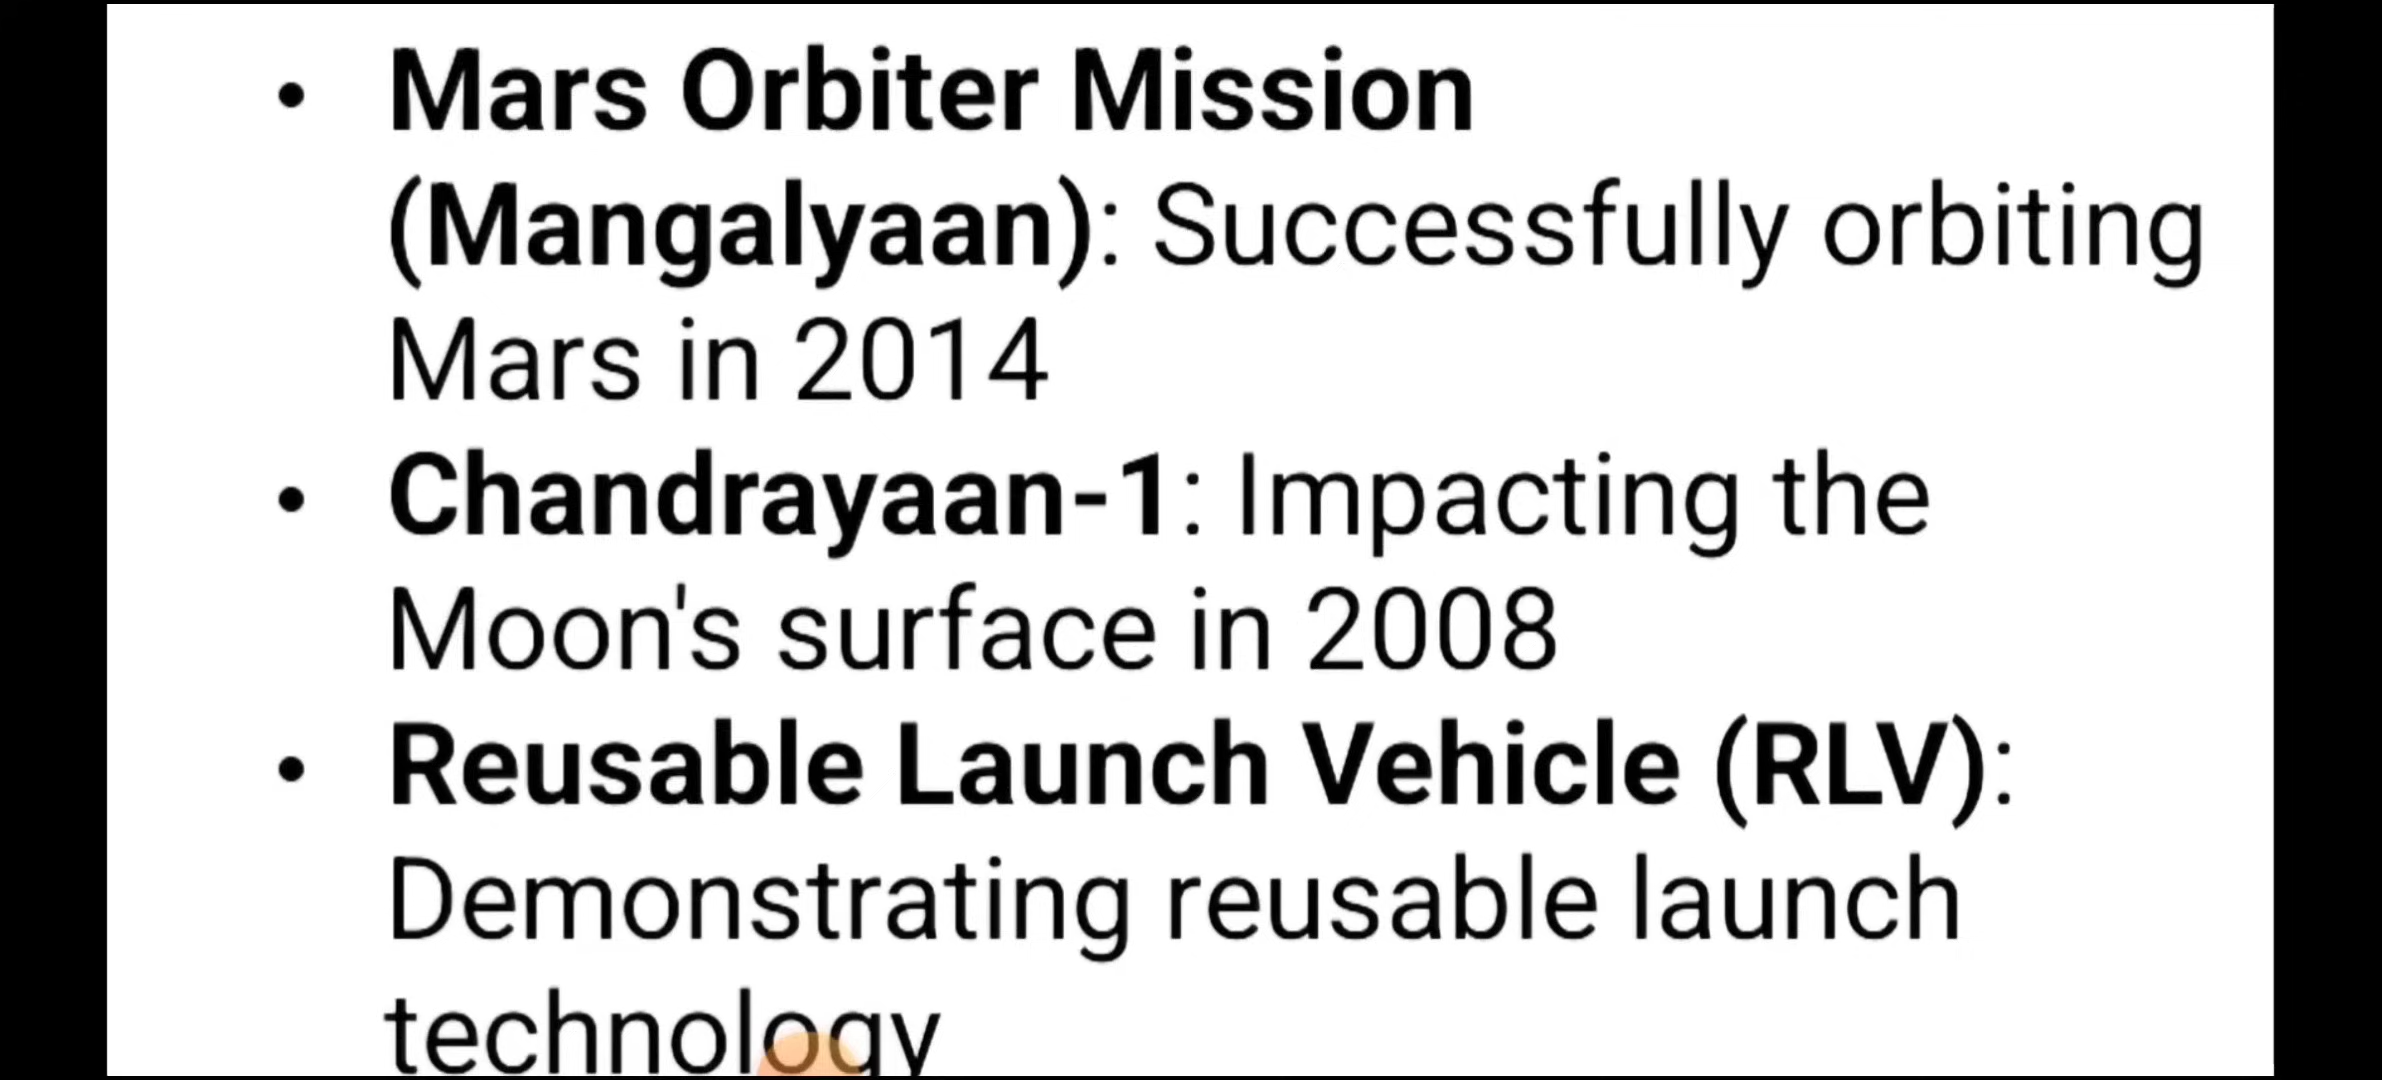 • Mars Orbiter Mission
(Mangalyaan): Successfully orbiting
Mars in 2014
• Chandrayaan-1: Impacting the
Moon's surface in 2008
• Reusable Launch Vehicle (RLV):
Demonstrating reusable launch
technology